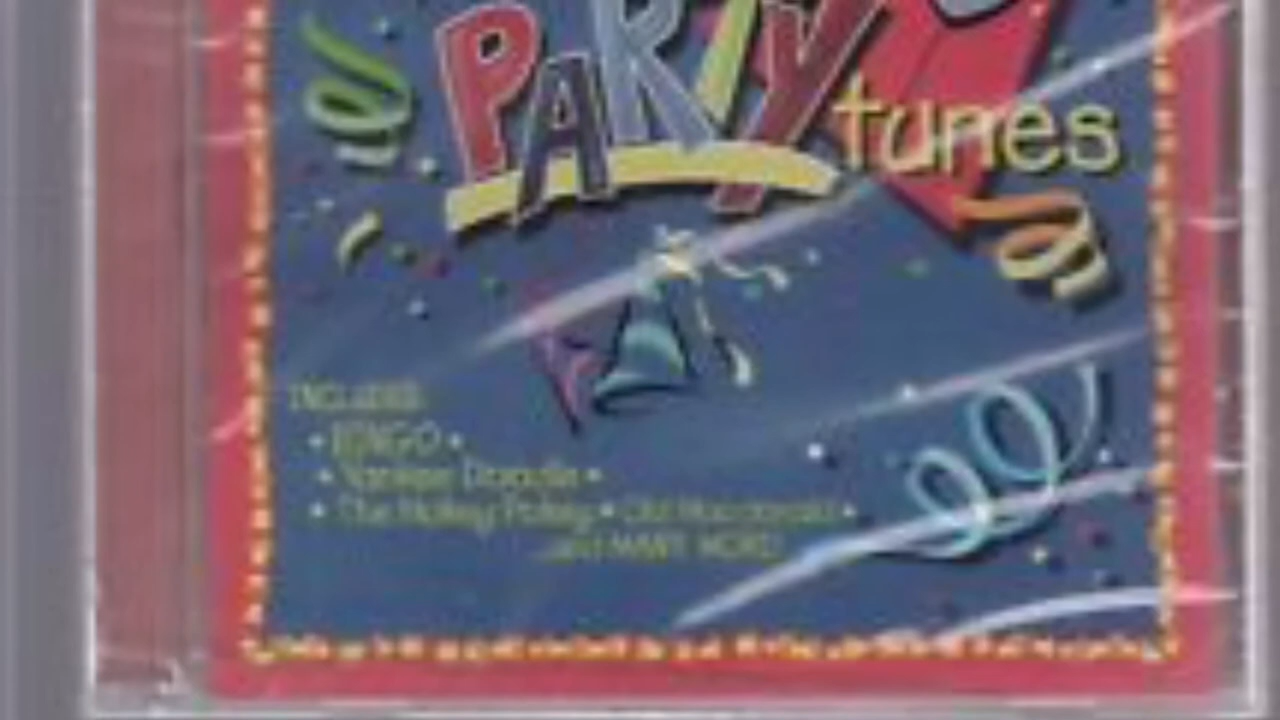 PARTY
tunes
INCLUDES
• BINGO •
• Yankee Doodle •
• The Hokey Pokey • Old MacDonald •
...and MANY MORE!